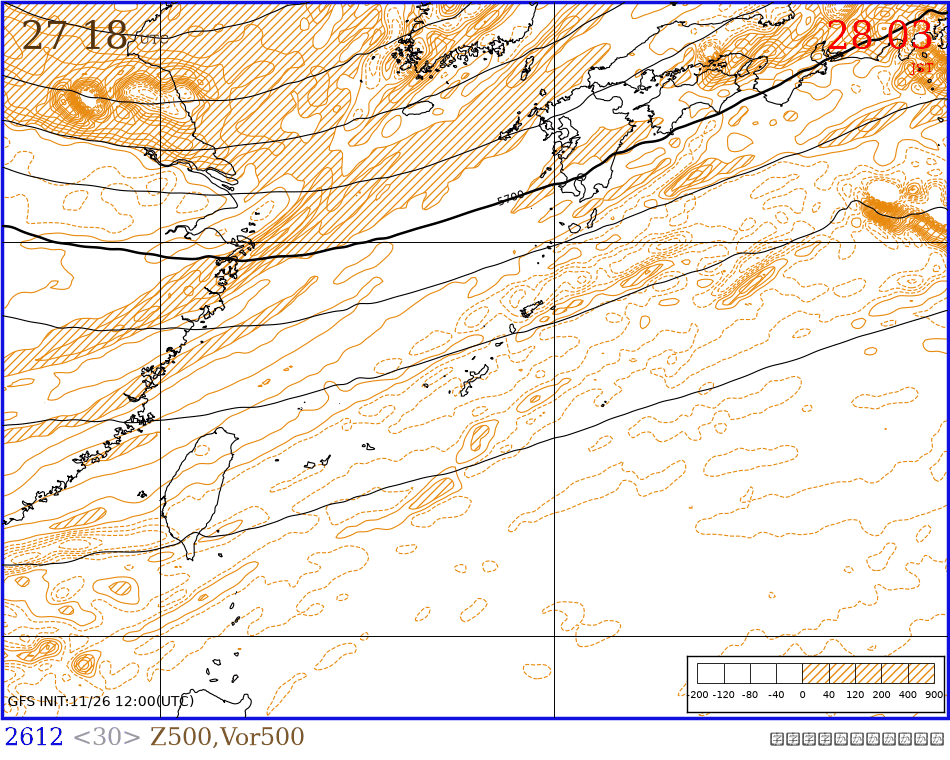 27 18 UTC
28 03
JST
5700
-200 -120 -80 -40 0 40 120 200 400 900
GFS INIT:11/26 12:00(UTC)
2612 <30> Z500,Vor500